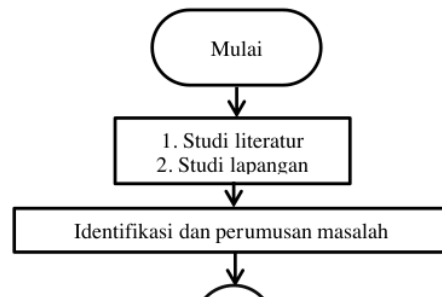 Mulai
1. Studi literatur
2. Studi lapangan
Identifikasi dan perumusan masalah